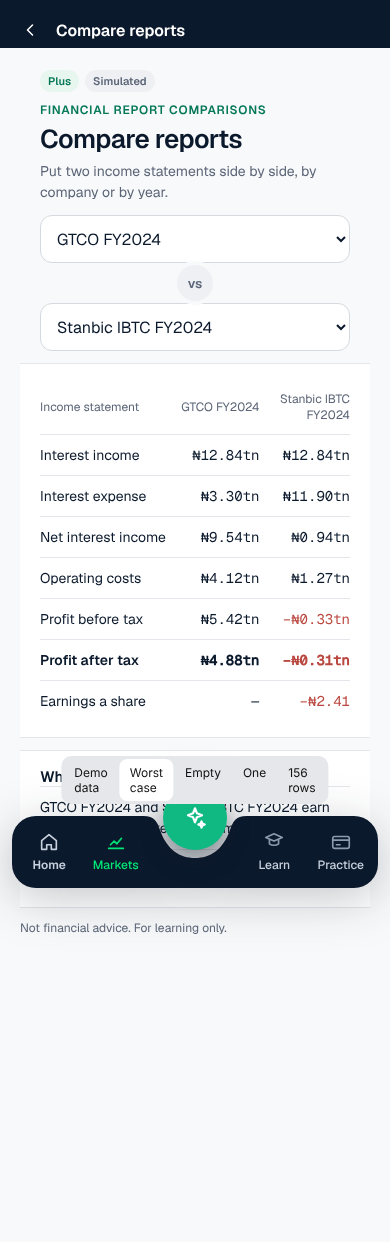 Compare reports
Plus Simulated
FINANCIAL REPORT COMPARISONS
Compare reports
Put two income statements side by side, by
company or by year.
GTCO FY2024
vs
Stanbic IBTC FY2024
Income statement GTCO FY2024 Stanbic IBTC FY2024
Interest income ₦12.84tn ₦12.84tn
Interest expense ₦3.30tn ₦11.90tn
Net interest income ₦9.54tn ₦0.94tn
Operating costs ₦4.12tn ₦1.27tn
Profit before tax ₦5.42tn −₦0.33tn
Profit after tax ₦4.88tn −₦0.31tn
Earnings a share — −₦2.41
Demo data Worst case Empty One 156 rows
GTCO FY2024 and FY2024 earn
Home Markets Learn Practice
Not financial advice. For learning only.